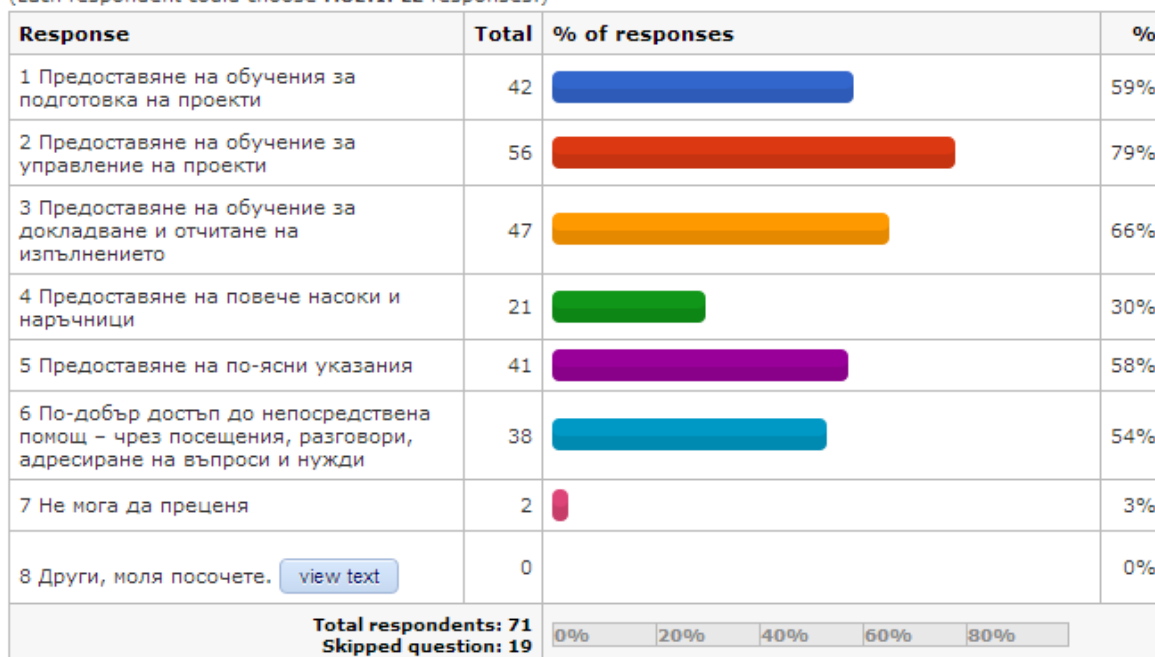 Response Total % of responses %
1 Предоставяне на обучения за
подготовка на проекти
42 59%
2 Предоставяне на обучение за
управление на проекти
56 79%
3 Предоставяне на обучение за
докладване и отчитане на
изпълнението
47 66%
4 Предоставяне на повече насоки и
наръчници
21 30%
5 Предоставяне на по-ясни указания 41 58%
6 По-добър достъп до непосредствена
помощ – чрез посещения, разговори,
адресиране на въпроси и нужди
38 54%
7 Не мога да преценя 2 3%
8 Други, моля посочете. view text 0 0%
Total respondents: 71
Skipped question: 19
0% 20% 40% 60% 80%